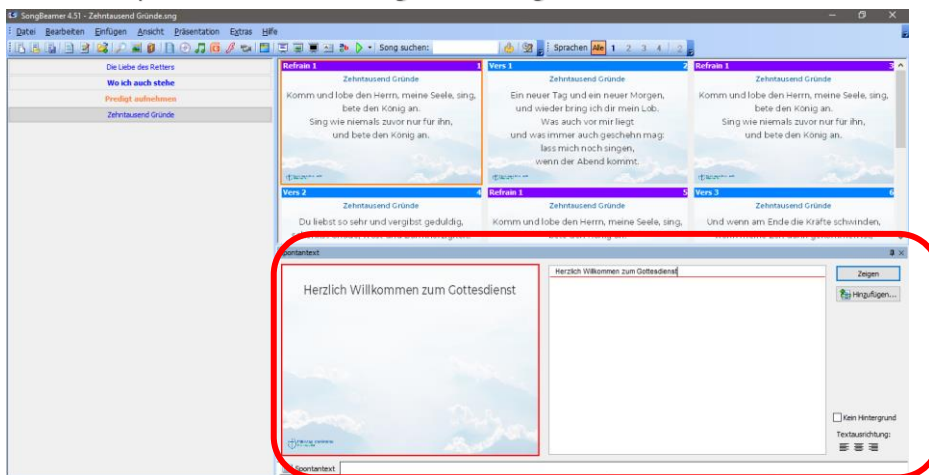 SongBeamer 4.51 - Zehntausend Gründe.sng
Datei Bearbeiten Einfügen Ansicht Präsentation Extras Hilfe
Song suchen:
Sprachen Alle 1 2 3 4 2
Die Liebe des Retters
Wo ich auch stehe
Predigt aufnehmen
Zehntausend Gründe
Refrain 1 1
Zehntausend Gründe
Komm und lobe den Herrn, meine Seele, sing,
bete den König an.
Sing wie niemals zuvor nur für ihn,
und bete den König an.
Vers 1 2
Zehntausend Gründe
Ein neuer Tag und ein neuer Morgen,
und wieder bring ich dir mein Lob.
Was auch vor mir liegt
und was immer auch geschehn mag:
lass mich noch singen,
wenn der Abend kommt.
Refrain 1 3
Zehntausend Gründe
Komm und lobe den Herrn, meine Seele, sing,
bete den König an.
Sing wie niemals zuvor nur für ihn,
und bete den König an.
Vers 2 4
Zehntausend Gründe
Du liebst so sehr und vergibst geduldig,
Refrain 1 5
Zehntausend Gründe
Komm und lobe den Herrn, meine Seele, sing,
Vers 3 6
Zehntausend Gründe
Und wenn am Ende die Kräfte schwinden,
Spontantext
Herzlich Willkommen zum Gottesdienst
Herzlich Willkommen zum Gottesdienst
Zeigen
Hinzufügen...
Kein Hintergrund
Textausrichtung:
Spontantext